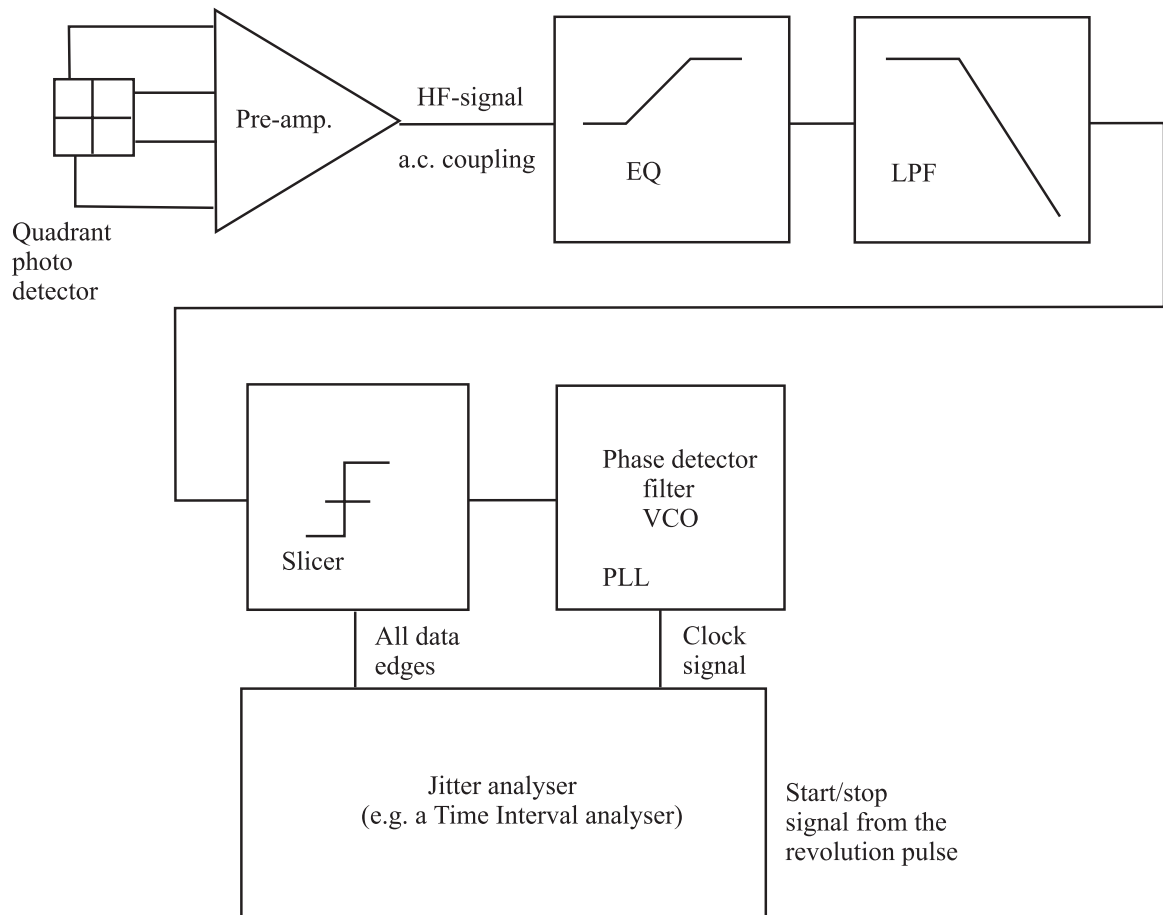 Pre-amp.
HF-signal
a.c. coupling
EQ
LPF
Quadrant
photo
detector
Slicer
Phase detector
filter
VCO
PLL
All data
edges
Clock
signal
Jitter analyser
(e.g. a Time Interval analyser)
Start/stop
signal from the
revolution pulse